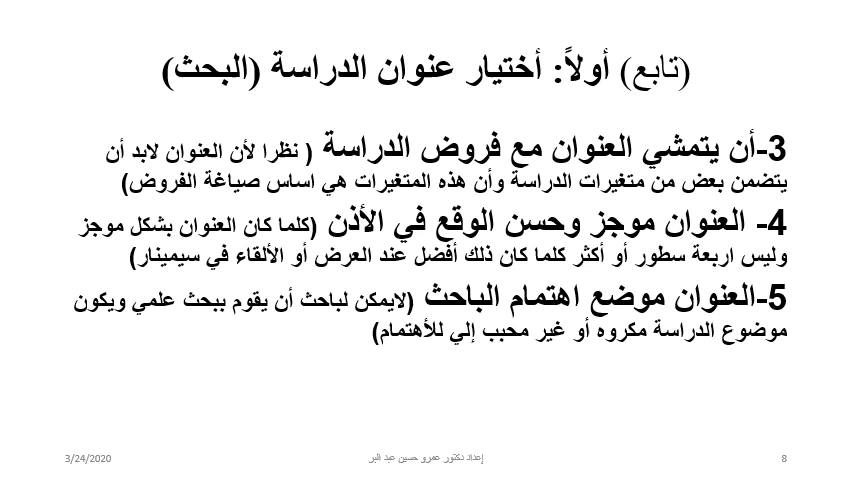 (تابع) أولاً: أختيار عنوان الدراسة (البحث)
3-أن يتمشي العنوان مع فروض الدراسة ( نظرا لأن العنوان لابد أن
يتضمن بعض من متغيرات الدراسة وأن هذه المتغيرات هي اساس صياغة الفروض)
4- العنوان موجز وحسن الوقع في الأذن (كلما كان العنوان بشكل موجز
وليس اربعة سطور أو أكثر كلما كان ذلك أفضل عند العرض أو الألقاء في سيمينار)
5-العنوان موضع اهتمام الباحث (لايمكن لباحث أن يقوم ببحث علمي ويكون
موضوع الدراسة مكروه أو غير محبب إلي للأهتمام)
8
إعداد دكتور عمرو حسين عبد البر
3/24/2020